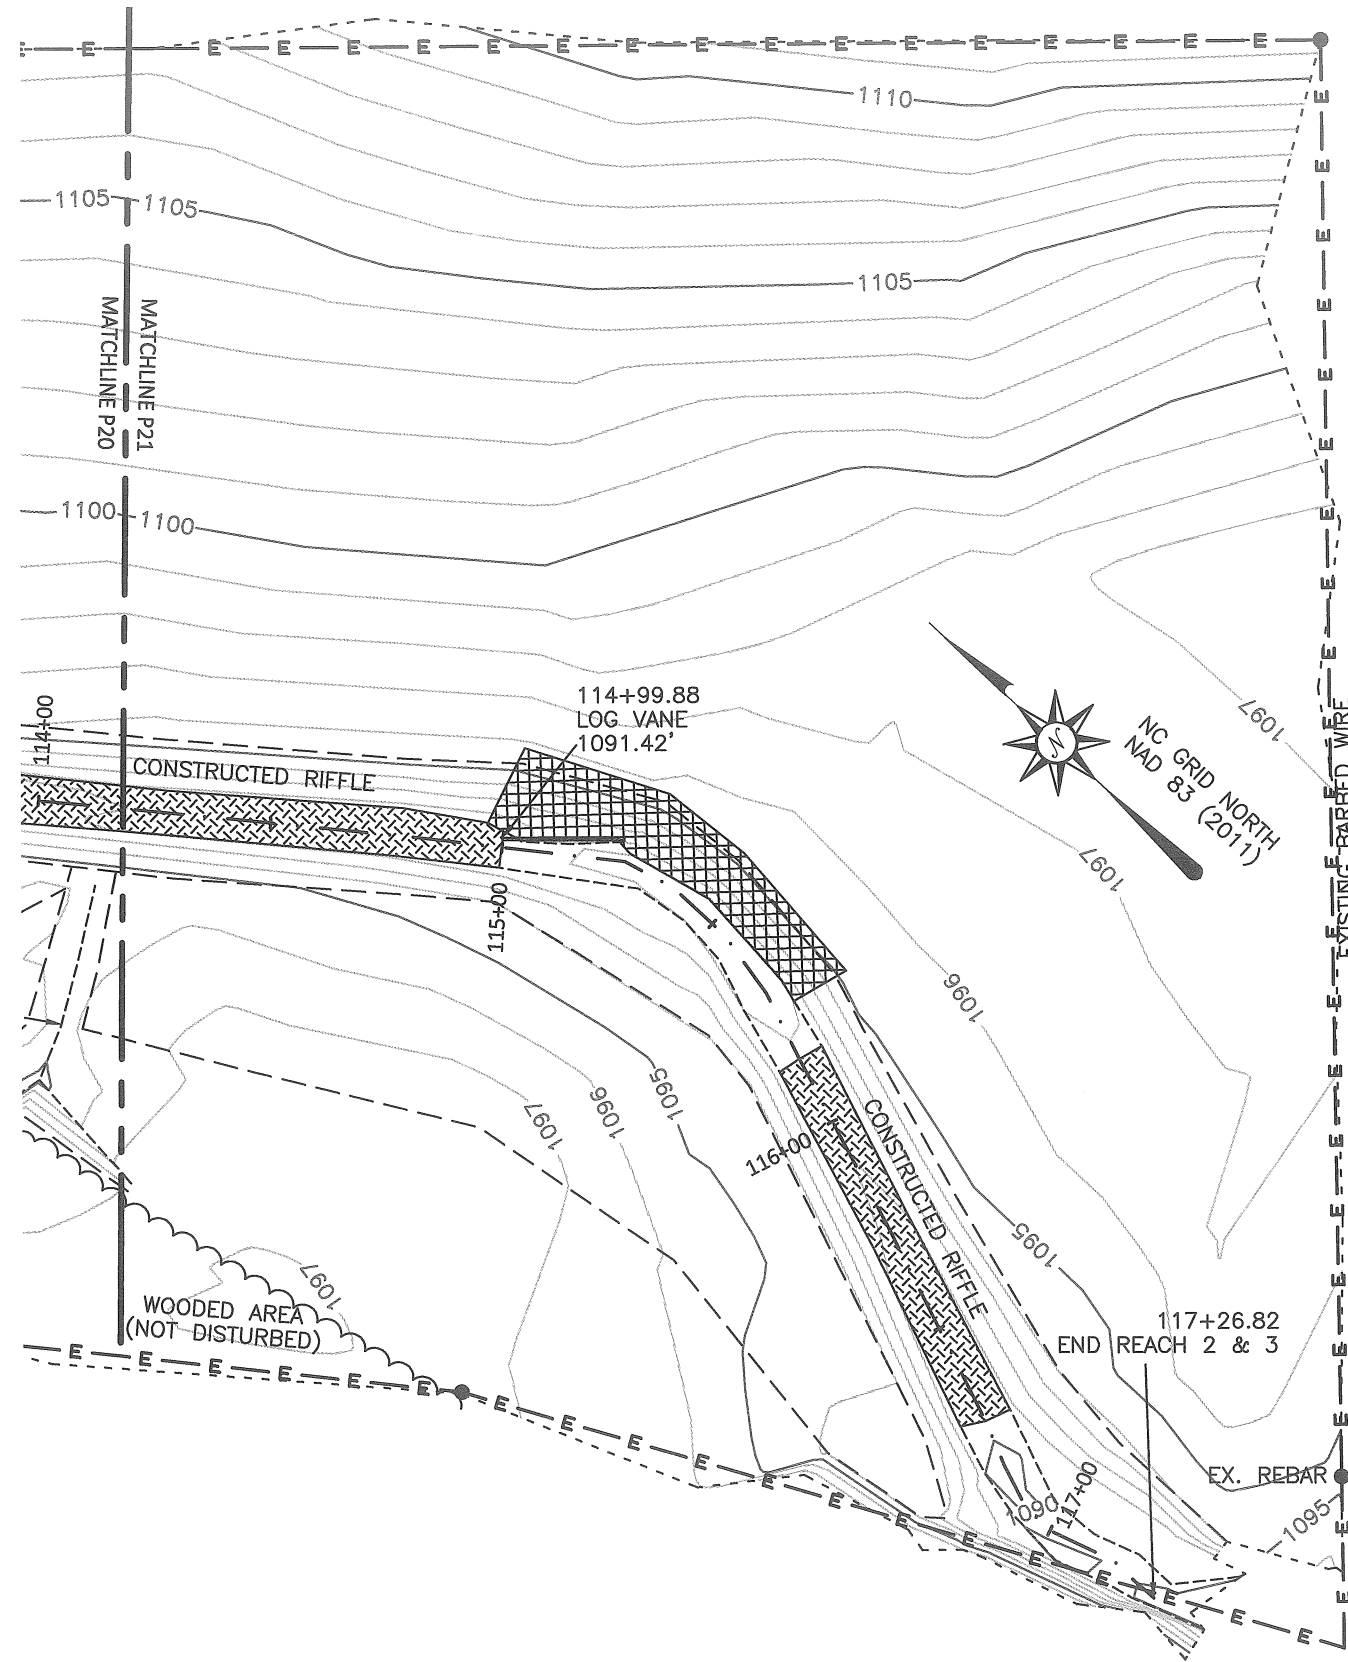 E E E E E E E E E E E E E E E E E E
1110
1105 1105
1105
MATCHLINE P21
MATCHLINE P20
1100 1100
114+99.88
LOG VANE
1091.42'
114+00
CONSTRUCTED RIFFLE
115+00
NC GRID NORTH
NAD 83 (2011)
N
1097
1097
EXISTING BARBED WIRE
1096
1095
1096
1097
116+00
CONSTRUCTED RIFFLE
1095
1097
WOODED AREA
(NOT DISTURBED)
117+26.82
END REACH 2 & 3
EX. REBAR
1090
117+00
1095
E E E E E E E E E E E E E E E E E E E